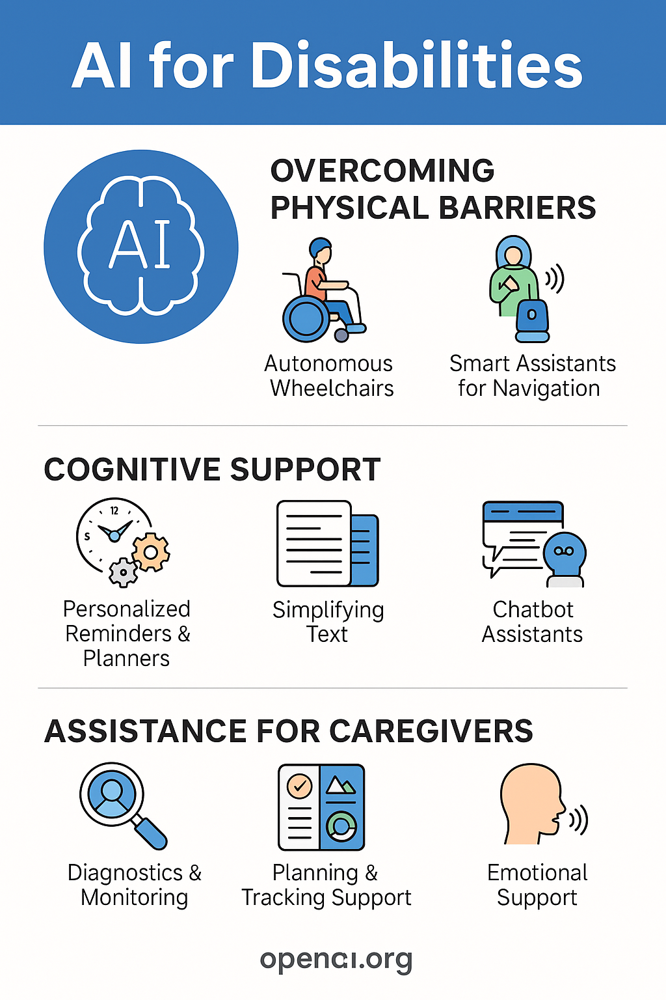 AI for Disabilities
AI
OVERCOMING
PHYSICAL BARRIERS
Autonomous
Wheelchairs
Smart Assistants
for Navigation
COGNITIVE SUPPORT
12
S
Personalized
Reminders &
Planners
Simplifying
Text
Chatbot
Assistants
ASSISTANCE FOR CAREGIVERS
Diagnostics &
Monitoring
Planning &
Tracking Support
Emotional
Support
openai.org